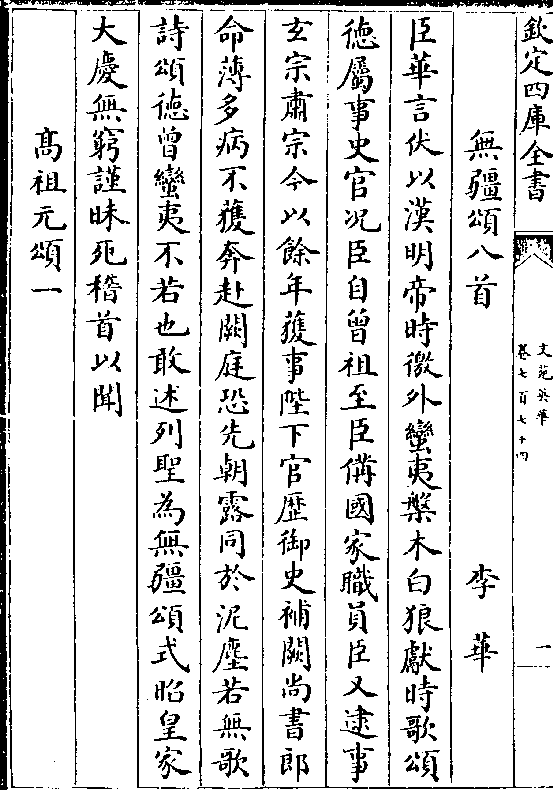 欽定四庫全書
文苑英華
卷七百七十四
一
無疆頌八首　李華
臣華言伏以漢明帝時徼外蠻夷槃木白狼獻時歌頌
徳屬事史官况臣自曾祖至臣備國家職員臣又逮事
玄宗肅宗今以餘年獲事陛下官歴御史補闕尚書郎
命薄多病不獲奔赴闕庭恐先朝露同於泥塵若無歌
詩頌徳曾蠻夷不若也敢述列聖為無疆頌式昭皇家
大慶無窮謹昧死稽首以聞
髙祖元頌一